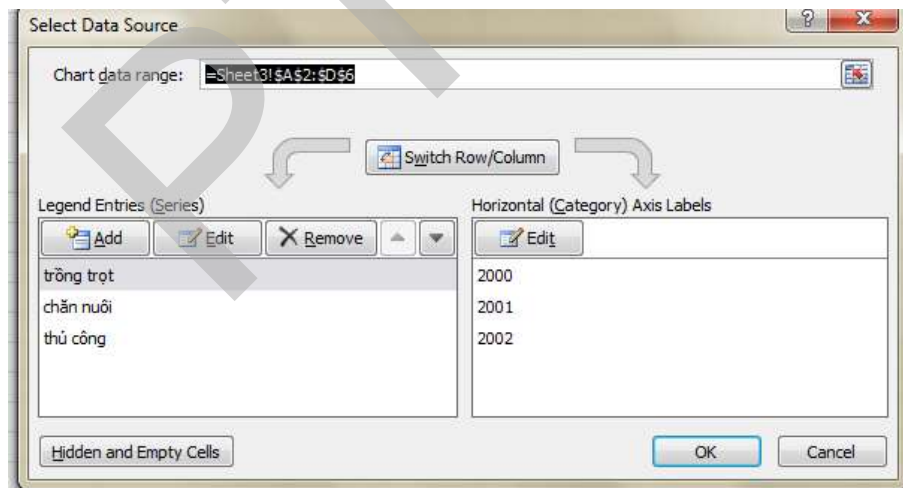 Select Data Source
Chart data range: =Sheet3!$A$2:$D$6
Switch Row/Column
Legend Entries (Series)
Horizontal (Category) Axis Labels
Add Edit Remove
Edit
trồng trọt
2000
chăn nuôi
2001
thủ công
2002
Hidden and Empty Cells
OK Cancel